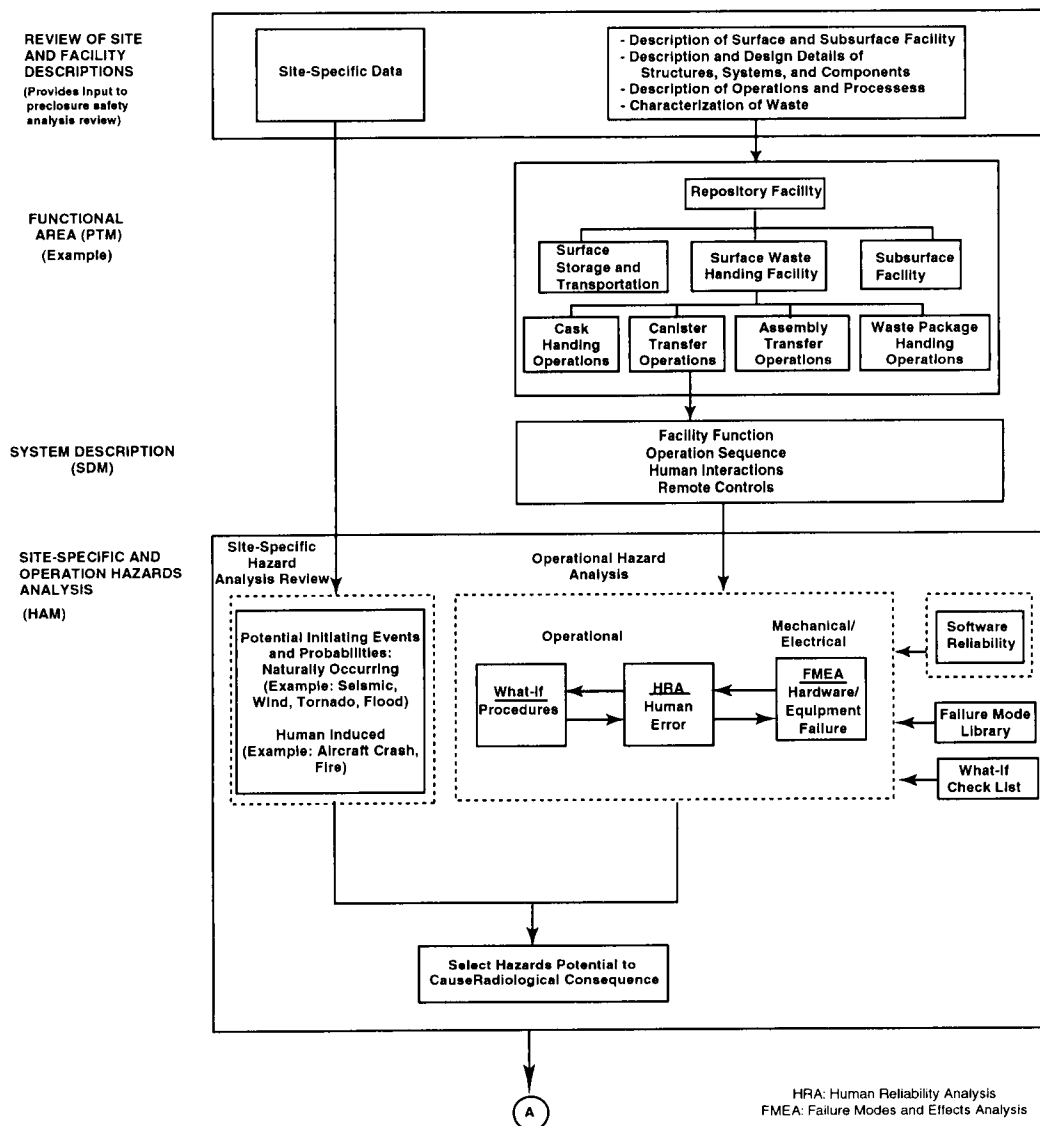 REVIEW OF SITE
AND FACILITY
DESCRIPTIONS
(Provides Input to
preclosure safety
analysis review)
Site-Specific Data
- Description of Surface and Subsurface Facility
- Description and Design Details of
Structures, Systems, and Components
- Description of Operations and Processess
- Characterization of Waste
FUNCTIONAL
AREA (PTM)
(Example)
Repository Facility
Surface
Storage and
Transportation
Surface Waste
Handing Facility
Subsurface
Facility
Cask
Handing
Operations
Canister
Transfer
Operations
Assembly
Transfer
Operations
Waste Package
Handing
Operations
SYSTEM DESCRIPTION
(SDM)
Facility Function
Operation Sequence
Human Interactions
Remote Controls
SITE-SPECIFIC AND
OPERATION HAZARDS
ANALYSIS
(HAM)
Site-Specific
Hazard
Analysis Review
Operational Hazard
Analysis
Potential Initiating Events
and Probabilities:
Naturally Occurring
(Example: Seismic,
Wind, Tornado, Flood)
Human Induced
(Example: Aircraft Crash,
Fire)
Operational
Mechanical/
Electrical
What-If
Procedures
HRA
Human
Error
FMEA
Hardware/
Equipment
Failure
Software
Reliability
Failure Mode
Library
What-If
Check List
Select Hazards Potential to
CauseRadiological Consequence
A
HRA: Human Reliability Analysis
FMEA: Failure Modes and Effects Analysis